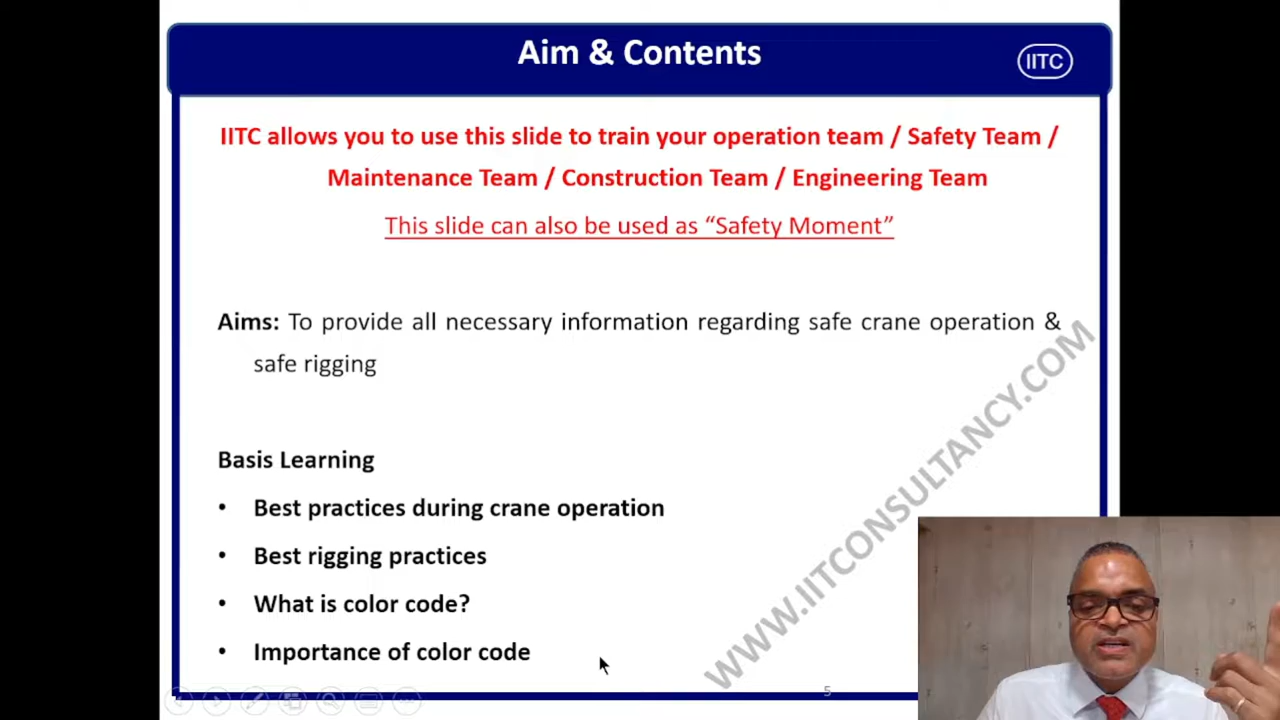 Aim & Contents
IITC
IITC allows you to use this slide to train your operation team / Safety Team /
Maintenance Team / Construction Team / Engineering Team
This slide can also be used as “Safety Moment”
Aims: To provide all necessary information regarding safe crane operation &
safe rigging
Basis Learning
• Best practices during crane operation
• Best rigging practices
• What is color code?
• Importance of color code
WWW.IITCONSULTANCY.COM
5